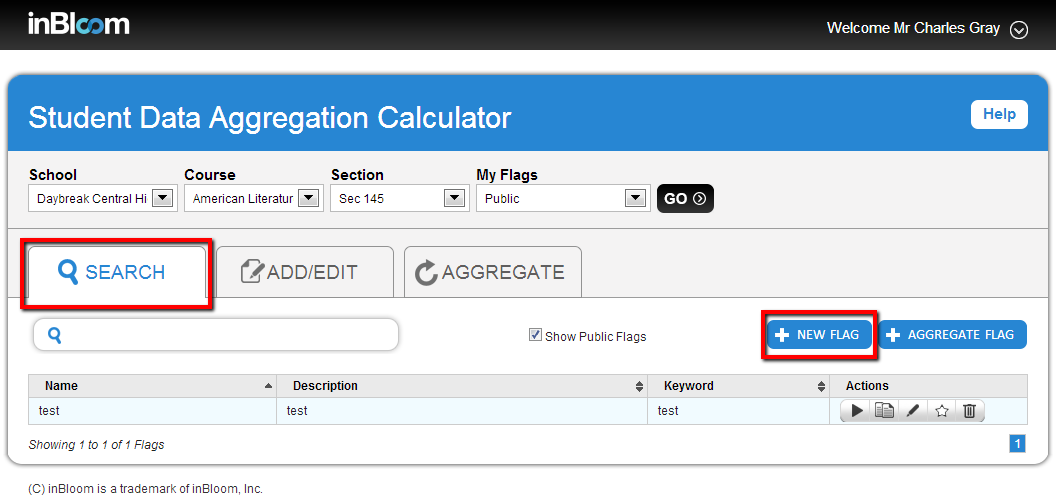 inBloom
Welcome Mr Charles Gray
Student Data Aggregation Calculator
Help
School Course Section My Flags
Daybreak Central Hi American Literatur Sec 145 Public GO
SEARCH ADD/EDIT AGGREGATE
Show Public Flags NEW FLAG AGGREGATE FLAG
Name Description Keyword Actions
test test test
Showing 1 to 1 of 1 Flags 1
(C) inBloom is a trademark of inBloom, Inc.